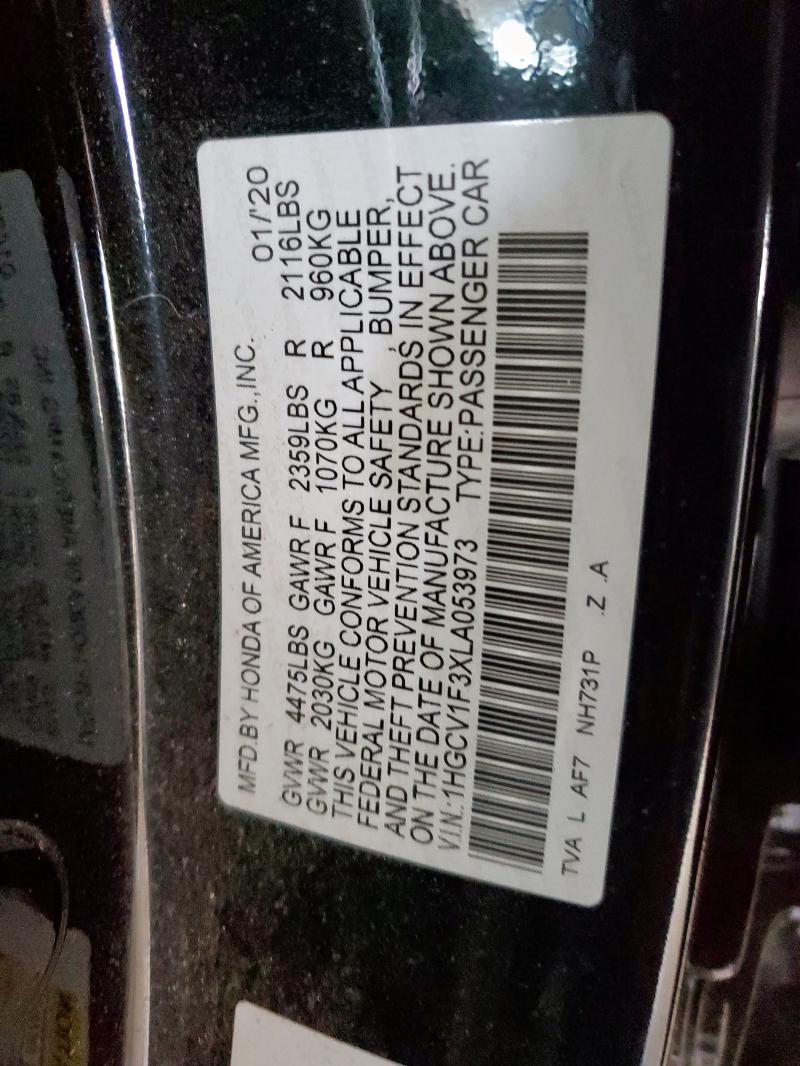 MFD.BY HONDA OF AMERICA MFG.,INC. 01/'20
GVWR 4475LBS GAWR F 2359LBS R 2116LBS
GVWR 2030KG GAWR F 1070KG R 960KG
THIS VEHICLE CONFORMS TO ALL APPLICABLE
FEDERAL MOTOR VEHICLE SAFETY , BUMPER,
AND THEFT PREVENTION STANDARDS IN EFFECT
ON THE DATE OF MANUFACTURE SHOWN ABOVE.
V.I.N.:1HGCV1F3XLA053973 TYPE:PASSENGER CAR
TVA L AF7 NH731P .Z .A